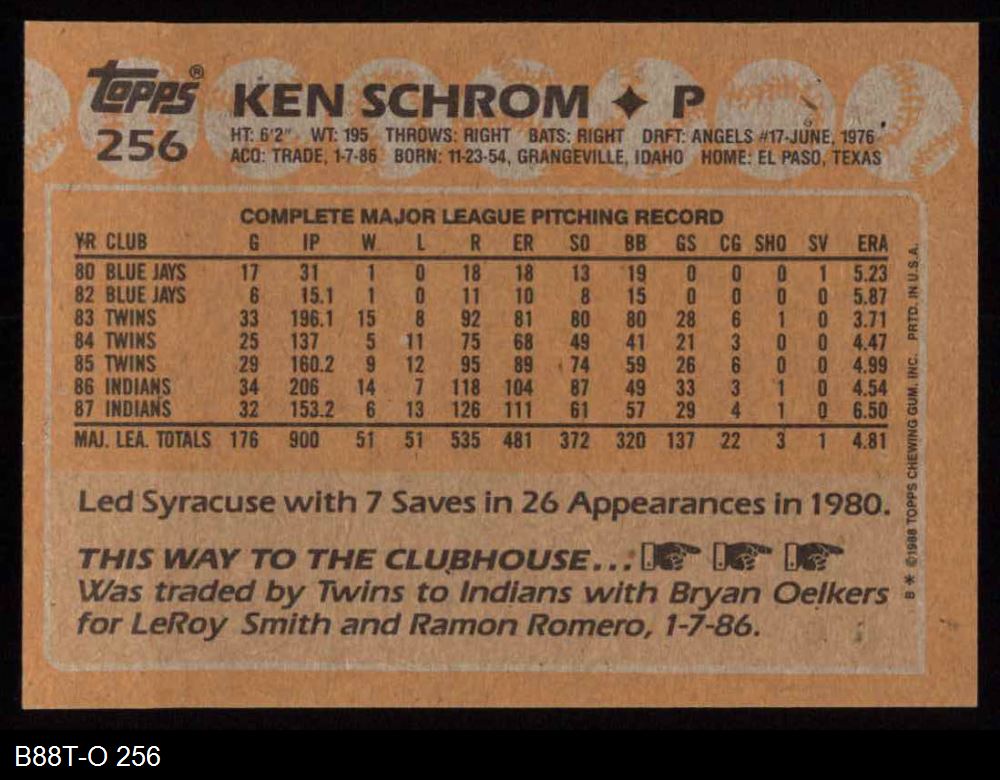 Topps®
256
KEN SCHROM ✦ P
HT: 6'2" WT: 195 THROWS: RIGHT BATS: RIGHT DRFT: ANGELS #17-JUNE, 1976
ACQ: TRADE, 1-7-86 BORN: 11-23-54, GRANGEVILLE, IDAHO HOME: EL PASO, TEXAS
COMPLETE MAJOR LEAGUE PITCHING RECORD
YR CLUB G IP W L R ER SO BB GS CG SHO SV ERA
80 BLUE JAYS 17 31 1 0 18 18 13 19 0 0 0 1 5.23
82 BLUE JAYS 6 15.1 1 0 11 10 8 15 0 0 0 0 5.87
83 TWINS 33 196.1 15 8 92 81 80 80 28 6 1 0 3.71
84 TWINS 25 137 5 11 75 68 49 41 21 3 0 0 4.47
85 TWINS 29 160.2 9 12 95 89 74 59 26 6 0 0 4.99
86 INDIANS 34 206 14 7 118 104 87 49 33 3 1 0 4.54
87 INDIANS 32 153.2 6 13 126 111 61 57 29 4 1 0 6.50
MAJ. LEA. TOTALS 176 900 51 51 535 481 372 320 137 22 3 1 4.81
Led Syracuse with 7 Saves in 26 Appearances in 1980.
THIS WAY TO THE CLUBHOUSE...
Was traded by Twins to Indians with Bryan Oelkers
for LeRoy Smith and Ramon Romero, 1-7-86.
B * ©1988 TOPPS CHEWING GUM, INC. PRTD. IN U.S.A.
B88T-O 256